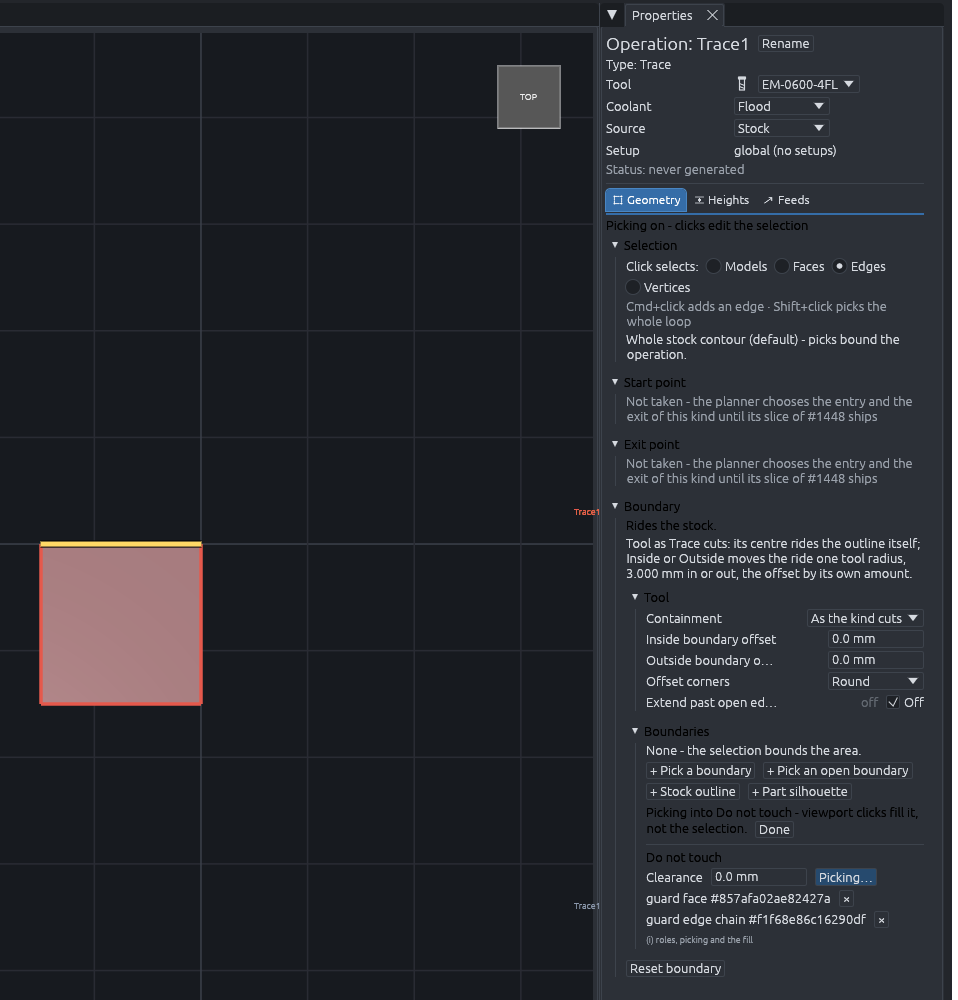 Properties
Operation: Trace1 Rename
Type: Trace
Tool EM-0600-4FL
Coolant Flood
Source Stock
Setup global (no setups)
Status: never generated
Geometry Heights Feeds
Picking on - clicks edit the selection
Selection
Click selects: Models Faces Edges
Vertices
Cmd+click adds an edge · Shift+click picks the
whole loop
Whole stock contour (default) - picks bound the
operation.
Start point
Not taken - the planner chooses the entry and the
exit of this kind until its slice of #1448 ships
Exit point
Not taken - the planner chooses the entry and the
exit of this kind until its slice of #1448 ships
Boundary
Rides the stock.
Tool as Trace cuts: its centre rides the outline itself;
Inside or Outside moves the ride one tool radius,
3.000 mm in or out, the offset by its own amount.
Tool
Containment As the kind cuts
Inside boundary offset 0.0 mm
Outside boundary o... 0.0 mm
Offset corners Round
Extend past open ed... off Off
Boundaries
None - the selection bounds the area.
+ Pick a boundary + Pick an open boundary
+ Stock outline + Part silhouette
Picking into Do not touch - viewport clicks fill it,
not the selection. Done
Do not touch
Clearance 0.0 mm Picking...
guard face #857afa02ae82427a ×
guard edge chain #f1f68e86c16290df ×
(i) roles, picking and the fill
Reset boundary
TOP
Trace1
Trace1